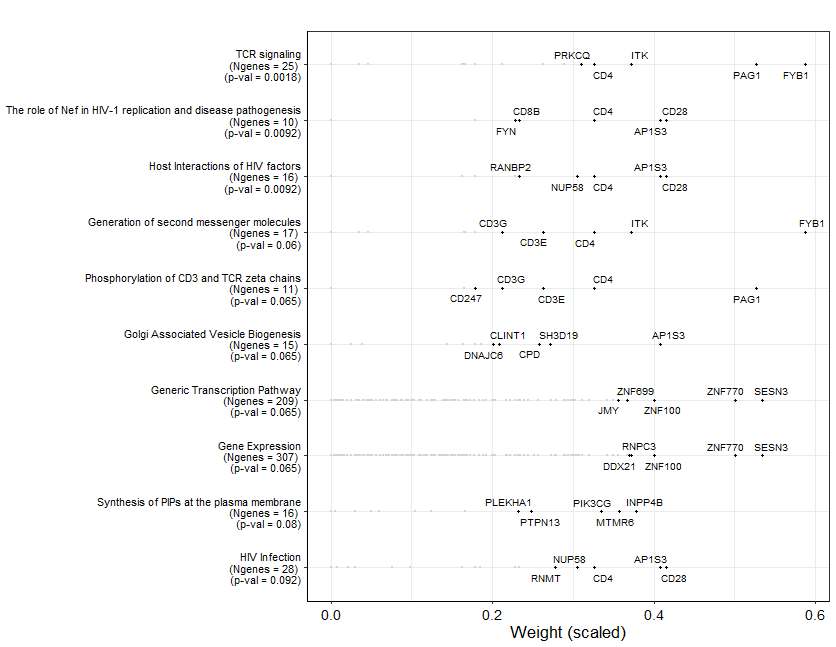 TCR signaling
(Ngenes = 25)
(p-val = 0.0018)
PRKCQ ITK
CD4 PAG1 FYB1
The role of Nef in HIV-1 replication and disease pathogenesis
(Ngenes = 10)
(p-val = 0.0092)
CD8B CD4 CD28
FYN AP1S3
Host Interactions of HIV factors
(Ngenes = 16)
(p-val = 0.0092)
RANBP2 AP1S3
NUP58 CD4 CD28
Generation of second messenger molecules
(Ngenes = 17)
(p-val = 0.06)
CD3G ITK FYB1
CD3E CD4
Phosphorylation of CD3 and TCR zeta chains
(Ngenes = 11)
(p-val = 0.065)
CD3G CD4
CD247 CD3E PAG1
Golgi Associated Vesicle Biogenesis
(Ngenes = 15)
(p-val = 0.065)
CLINT1 SH3D19 AP1S3
DNAJC6 CPD
Generic Transcription Pathway
(Ngenes = 209)
(p-val = 0.065)
ZNF699 ZNF770 SESN3
JMY ZNF100
Gene Expression
(Ngenes = 307)
(p-val = 0.065)
RNPC3 ZNF770 SESN3
DDX21 ZNF100
Synthesis of PIPs at the plasma membrane
(Ngenes = 16)
(p-val = 0.08)
PLEKHA1 PIK3CG INPP4B
PTPN13 MTMR6
HIV Infection
(Ngenes = 28)
(p-val = 0.092)
NUP58 AP1S3
RNMT CD4 CD28
0.0 0.2 0.4 0.6
Weight (scaled)